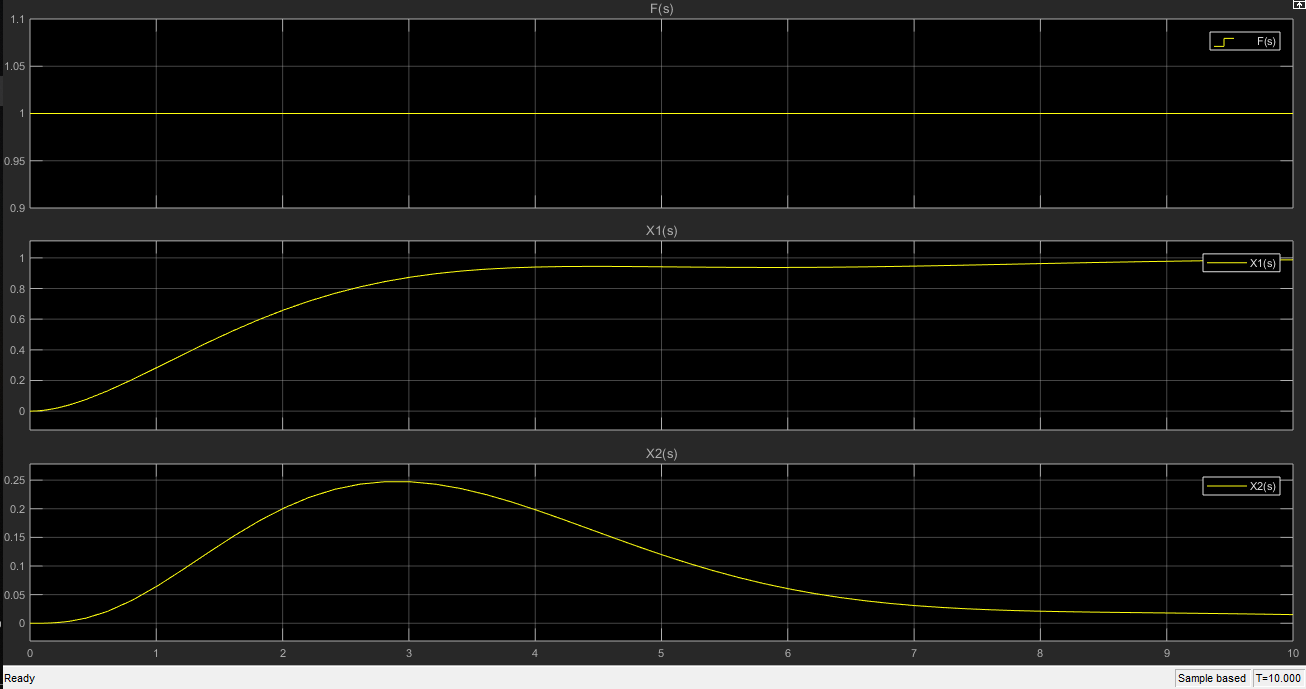 F(s)
1.1
F(s)
1.05
1
0.95
0.9
X1(s)
1
X1(s)
0.8
0.6
0.4
0.2
0
X2(s)
0.25
X2(s)
0.2
0.15
0.1
0.05
0
0 1 2 3 4 5 6 7 8 9 10
Ready Sample based T=10.000